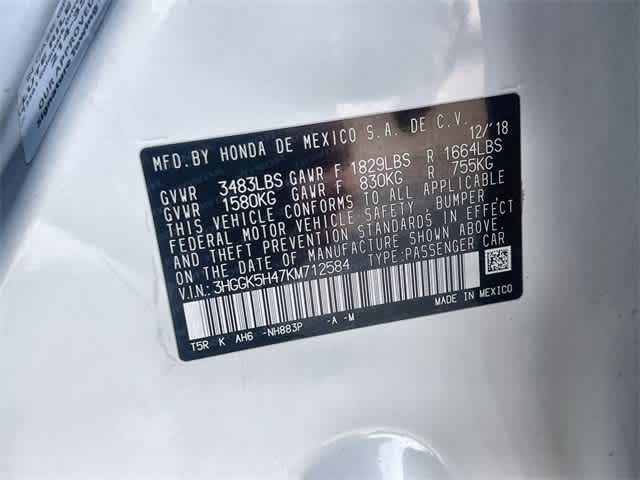 OUR APPROVED
MFD.BY HONDA DE MEXICO S.A. DE C.V. 12/'18
GVWR 3483LBS GAWR F 1829LBS R 1664LBS
GVWR 1580KG GAWR F 830KG R 755KG
THIS VEHICLE CONFORMS TO ALL APPLICABLE
FEDERAL MOTOR VEHICLE SAFETY, BUMPER,
AND THEFT PREVENTION STANDARDS IN EFFECT
ON THE DATE OF MANUFACTURE SHOWN ABOVE.
V.I.N.: 3HGGK5H47KM712584 TYPE:PASSENGER CAR
MADE IN MEXICO
T5R K AH6 -NH883P -A -M